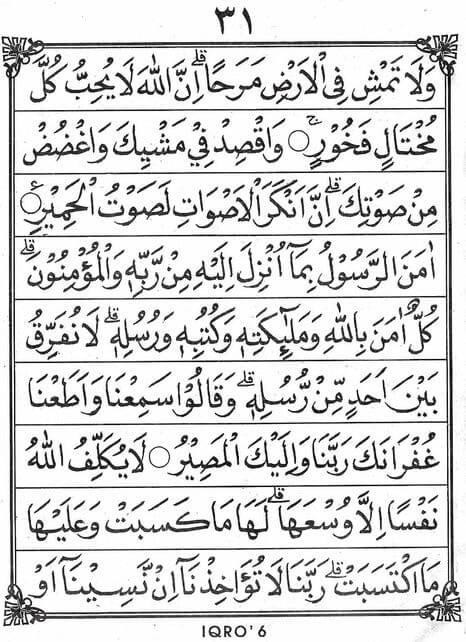 ٣١
وَلَا تَمْشِ فِى الْاَرْضِ مَرَحًا ۗ اِنَّ اللّٰهَ لَا يُحِبُّ كُلَّ
مُخْتَالٍ فَخُوْرٍ ۚ ○ وَاقْصِدْ فِيْ مَشْيِكَ وَاغْضُضْ
مِنْ صَوْتِكَ ۗ اِنَّ اَنْكَرَ الْاَصْوَاتِ لَصَوْتُ الْحَمِيْرِ ○ ࣖ
اٰمَنَ الرَّسُوْلُ بِمَآ اُنْزِلَ اِلَيْهِ مِنْ رَّبِّهٖ وَالْمُؤْمِنُوْنَ ۗ
كُلٌّ اٰمَنَ بِاللّٰهِ وَمَلٰۤىِٕكَتِهٖ وَكُتُبِهٖ وَرُسُلِهٖ ۗ لَا نُفَرِّقُ
بَيْنَ اَحَدٍ مِّنْ رُّسُلِهٖ ۗ وَقَالُوْا سَمِعْنَا وَاَطَعْنَا
غُفْرَانَكَ رَبَّنَا وَاِلَيْكَ الْمَصِيْرُ ○ لَا يُكَلِّفُ اللّٰهُ
نَفْسًا اِلَّا وُسْعَهَا ۗ لَهَا مَا كَسَبَتْ وَعَلَيْهَا
مَا اكْتَسَبَتْ ۗ رَبَّنَا لَا تُؤَاخِذْنَآ اِنْ نَّسِيْنَآ اَوْ
IQRO'6